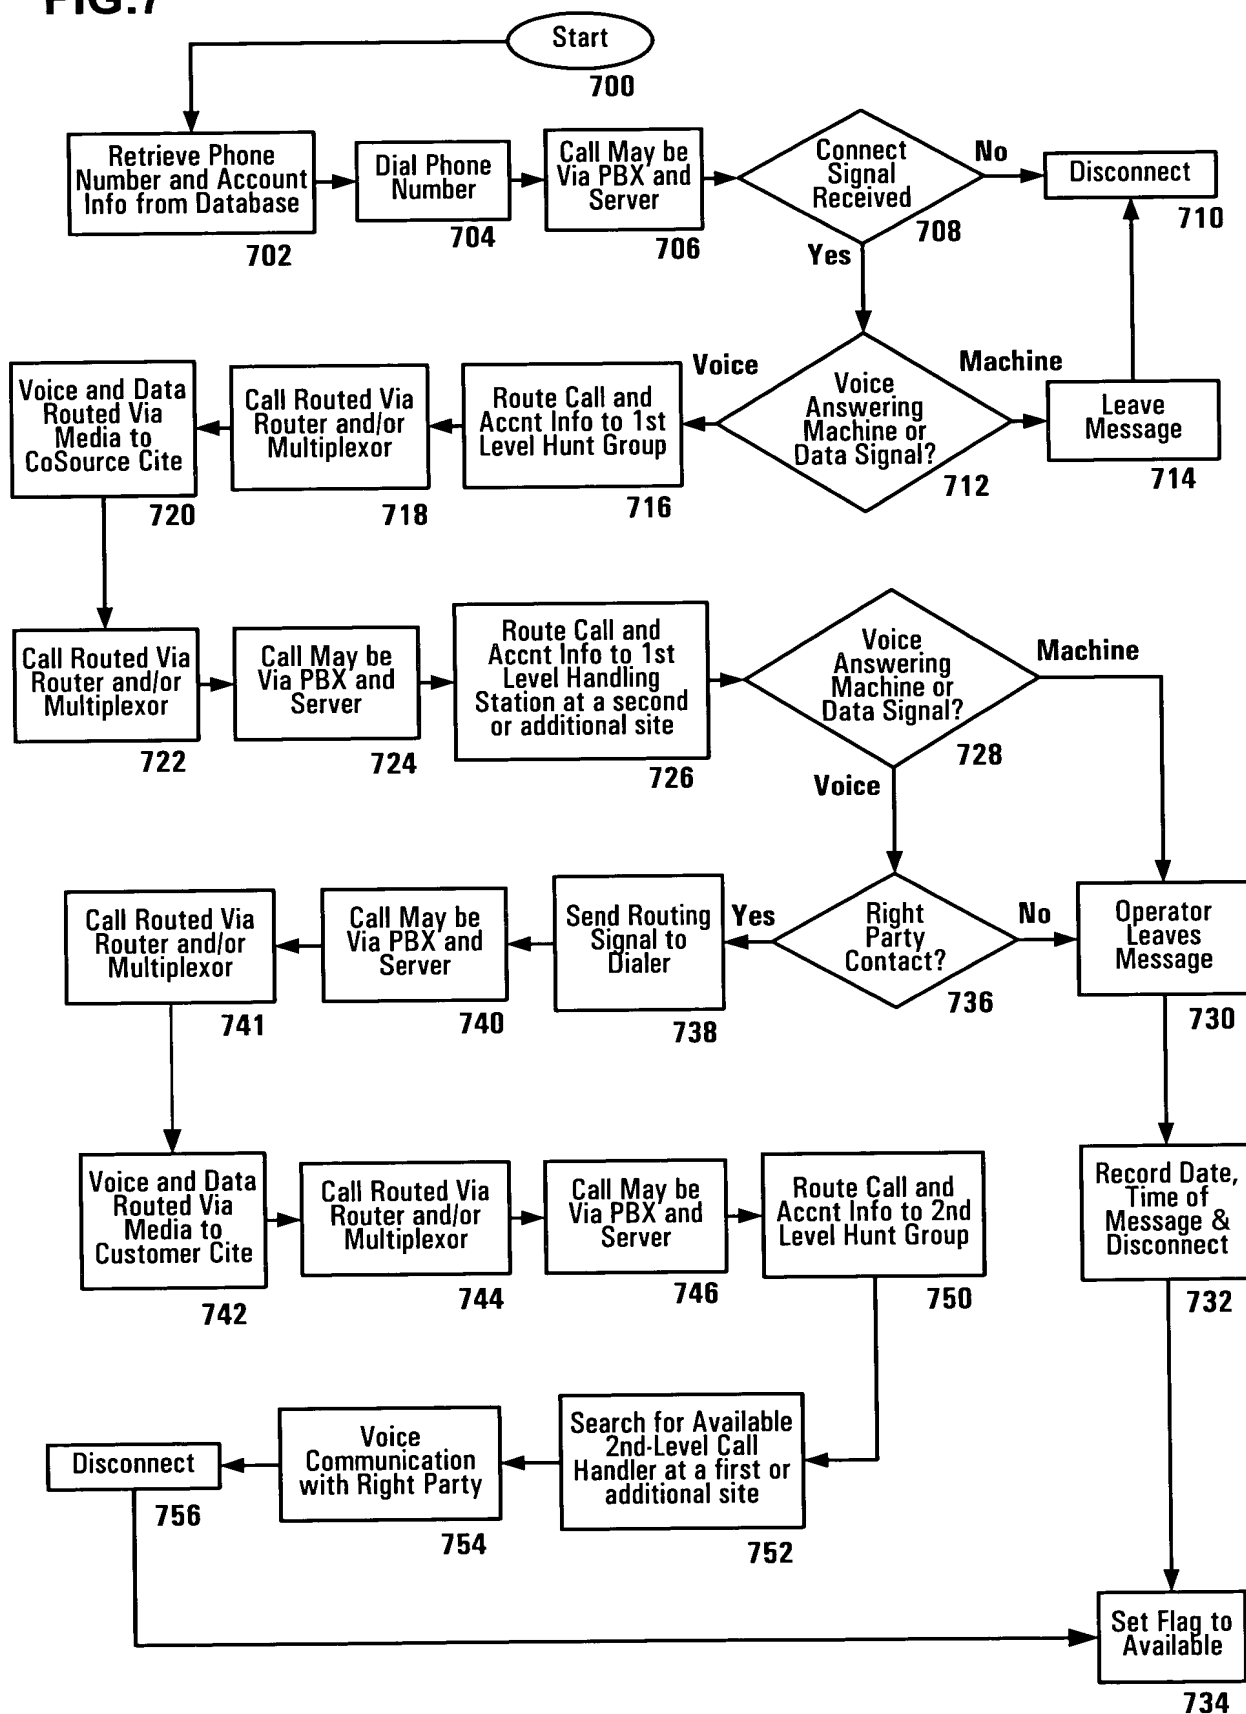 FIG.7
Start
700
Retrieve Phone
Number and Account
Info from Database
702
Dial Phone
Number
704
Call May be
Via PBX and
Server
706
Connect
Signal
Received
708
No
Disconnect
710
Yes
Voice
Answering
Machine or
Data Signal?
712
Machine
Leave
Message
714
Voice
Route Call and
Accnt Info to 1st
Level Hunt Group
716
Call Routed Via
Router and/or
Multiplexor
718
Voice and Data
Routed Via
Media to
CoSource Cite
720
Call Routed Via
Router and/or
Multiplexor
722
Call May be
Via PBX and
Server
724
Route Call and
Accnt Info to 1st
Level Handling
Station at a second
or additional site
726
Voice
Answering
Machine or
Data Signal?
728
Machine
Voice
Right
Party
Contact?
736
No
Operator
Leaves
Message
730
Yes
Send Routing
Signal to
Dialer
738
Call May be
Via PBX and
Server
740
Call Routed Via
Router and/or
Multiplexor
741
Voice and Data
Routed Via
Media to
Customer Cite
742
Call Routed Via
Router and/or
Multiplexor
744
Call May be
Via PBX and
Server
746
Route Call and
Accnt Info to 2nd
Level Hunt Group
750
Record Date,
Time of
Message &
Disconnect
732
Search for Available
2nd-Level Call
Handler at a first or
additional site
752
Voice
Communication
with Right Party
754
Disconnect
756
Set Flag to
Available
734